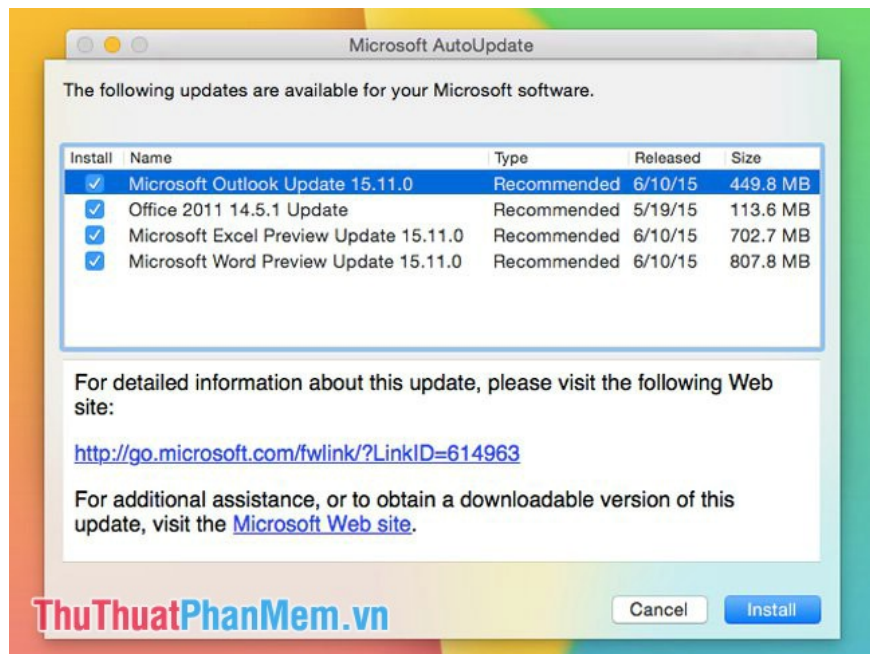 Microsoft AutoUpdate
The following updates are available for your Microsoft software.
Install Name Type Released Size
Microsoft Outlook Update 15.11.0 Recommended 6/10/15 449.8 MB
Office 2011 14.5.1 Update Recommended 5/19/15 113.6 MB
Microsoft Excel Preview Update 15.11.0 Recommended 6/10/15 702.7 MB
Microsoft Word Preview Update 15.11.0 Recommended 6/10/15 807.8 MB
For detailed information about this update, please visit the following Web
site:
http://go.microsoft.com/fwlink/?LinkID=614963
For additional assistance, or to obtain a downloadable version of this
update, visit the Microsoft Web site.
Cancel Install
ThuThuatPhanMem.vn